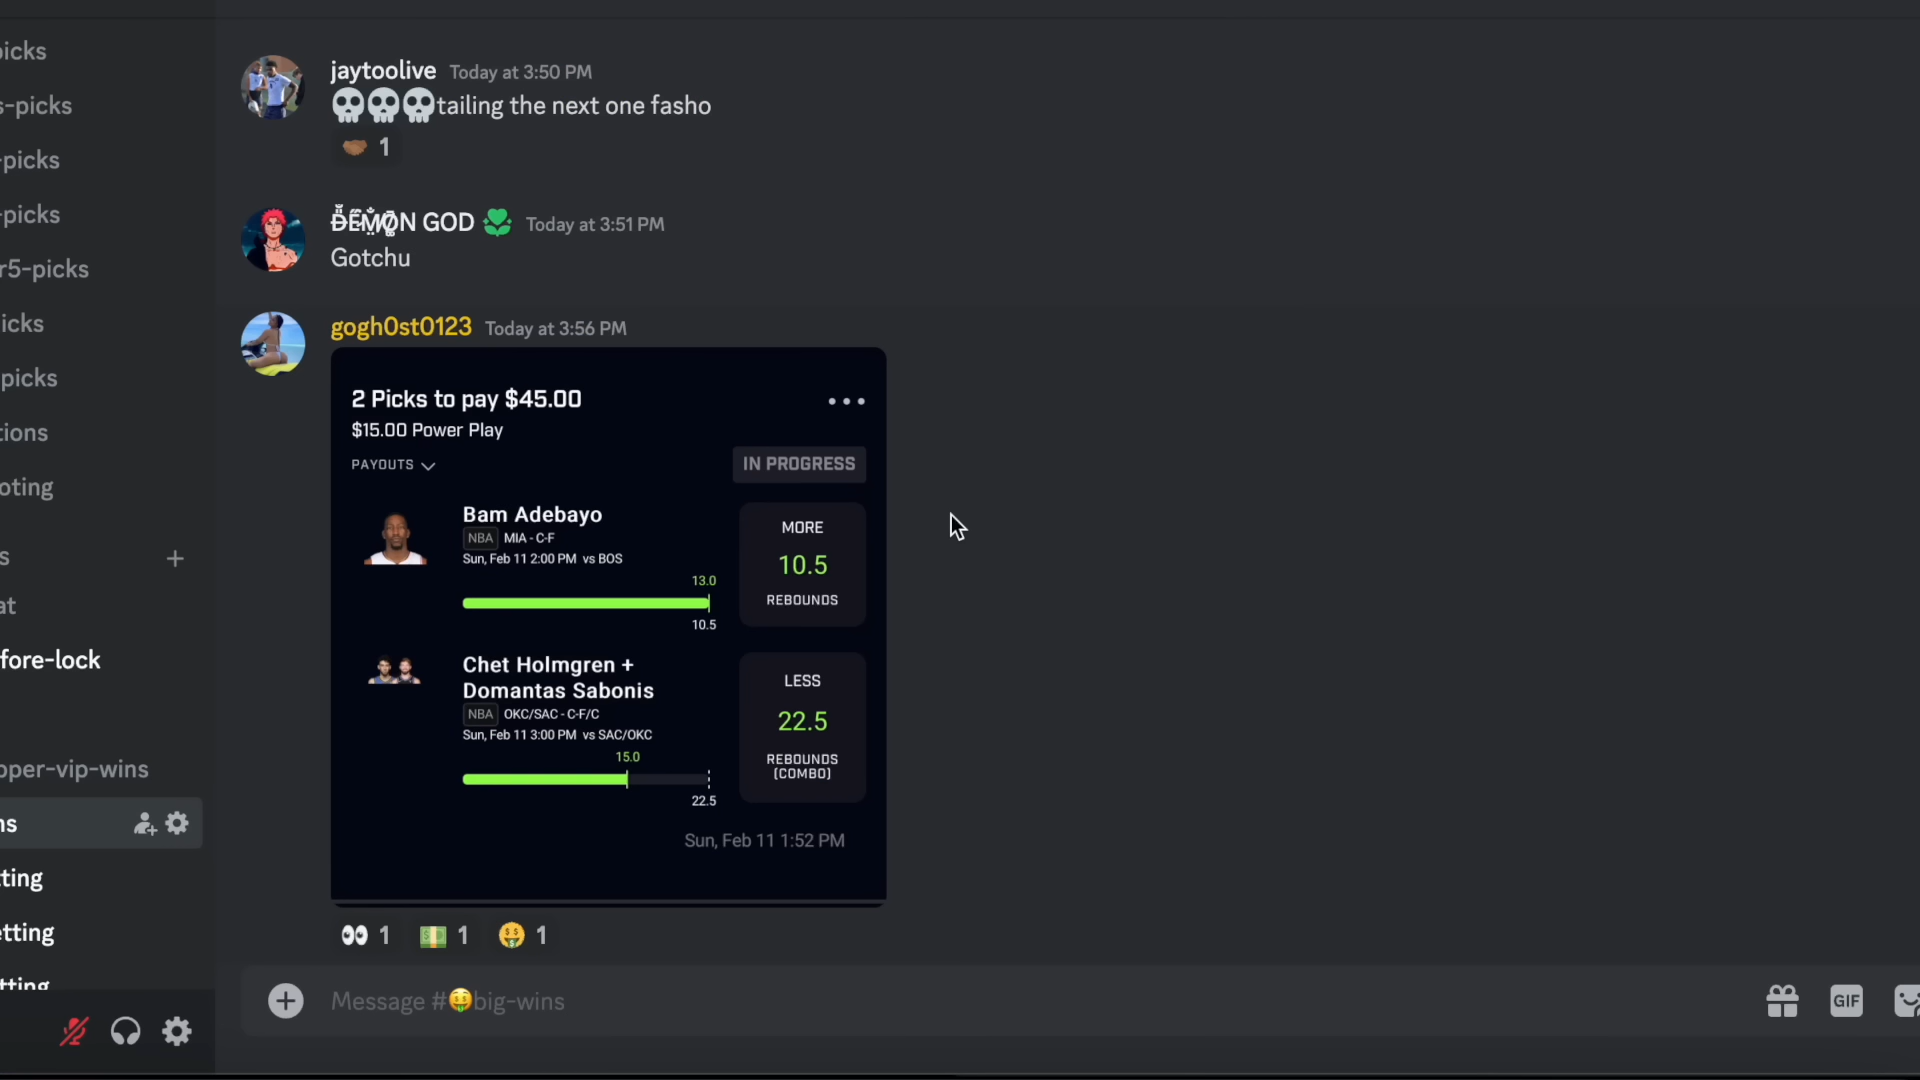 icks
s-picks
-picks
-picks
r5-picks
icks
picks
tions
oting
s
at
fore-lock
pper-vip-wins
ns
ting
etting
tting
jaytoolive Today at 3:50 PM
tailing the next one fasho
1
DEMON GOD Today at 3:51 PM
Gotchu
gogh0st0123 Today at 3:56 PM
2 Picks to pay $45.00
$15.00 Power Play
PAYOUTS
IN PROGRESS
Bam Adebayo
NBA MIA - C-F
Sun, Feb 11 2:00 PM vs BOS
13.0
10.5
MORE
10.5
REBOUNDS
Chet Holmgren +
Domantas Sabonis
NBA OKC/SAC - C-F/C
Sun, Feb 11 3:00 PM vs SAC/OKC
15.0
22.5
LESS
22.5
REBOUNDS
(COMBO)
Sun, Feb 11 1:52 PM
1 1 1
Message #🤑big-wins
GIF